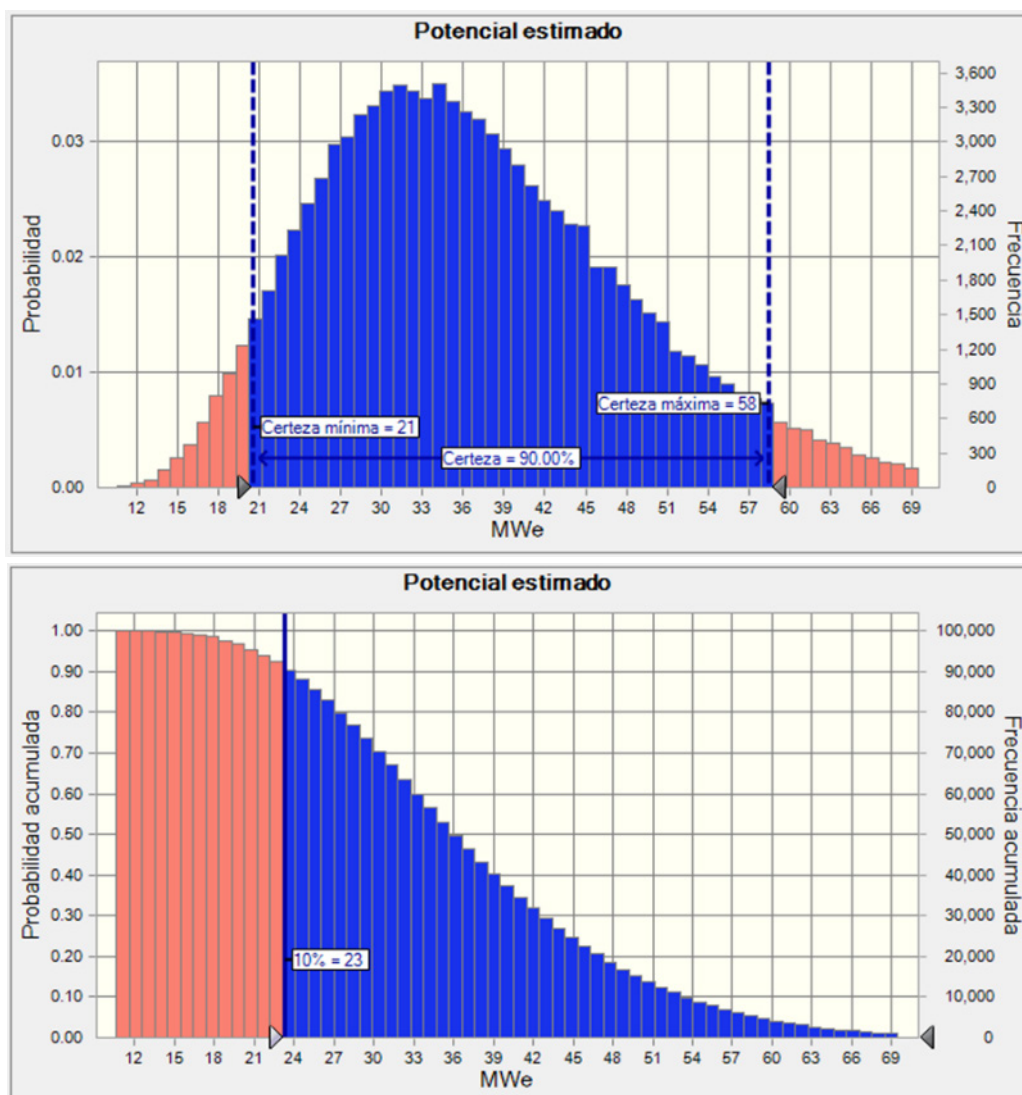 Potencial estimado
Probabilidad
0.03
0.02
0.01
0.00
3,600
3,300
3,000
2,700
2,400
2,100
1,800
1,500
1,200
900
600
300
0
Frecuencia
Certeza mínima = 21
Certeza máxima = 58
Certeza = 90.00%
12 15 18 21 24 27 30 33 36 39 42 45 48 51 54 57 60 63 66 69
MWe
Potencial estimado
Probabilidad acumulada
1.00
0.90
0.80
0.70
0.60
0.50
0.40
0.30
0.20
0.10
0.00
100,000
90,000
80,000
70,000
60,000
50,000
40,000
30,000
20,000
10,000
0
Frecuencia acumulada
10% = 23
12 15 18 21 24 27 30 33 36 39 42 45 48 51 54 57 60 63 66 69
MWe